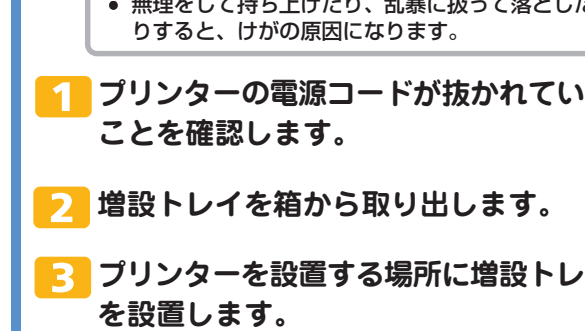 ● 無理をして持ち上げたり、乱暴に扱って落とした
りすると、けがの原因になります。
1 プリンターの電源コードが抜かれてい
ことを確認します。
2 増設トレイを箱から取り出します。
3 プリンターを設置する場所に増設トレ
を設置します。